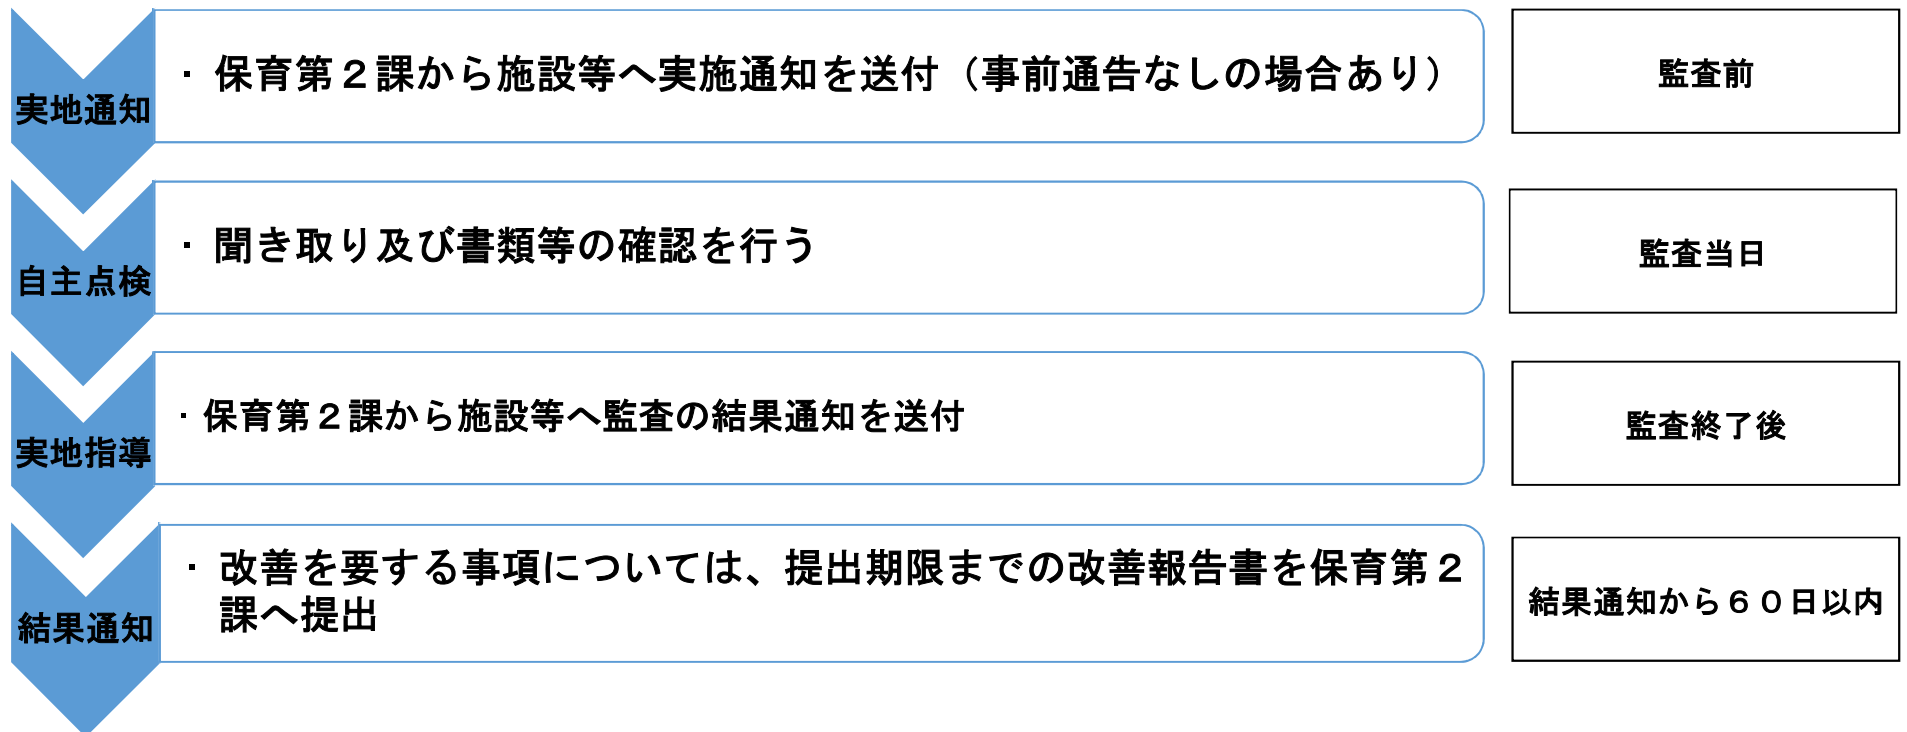 実地通知
・保育第２課から施設等へ実施通知を送付（事前通告なしの場合あり）
監査前
自主点検
・聞き取り及び書類等の確認を行う
監査当日
実地指導
・保育第２課から施設等へ監査の結果通知を送付
監査終了後
結果通知
・改善を要する事項については、提出期限までの改善報告書を保育第２
課へ提出
結果通知から６０日以内